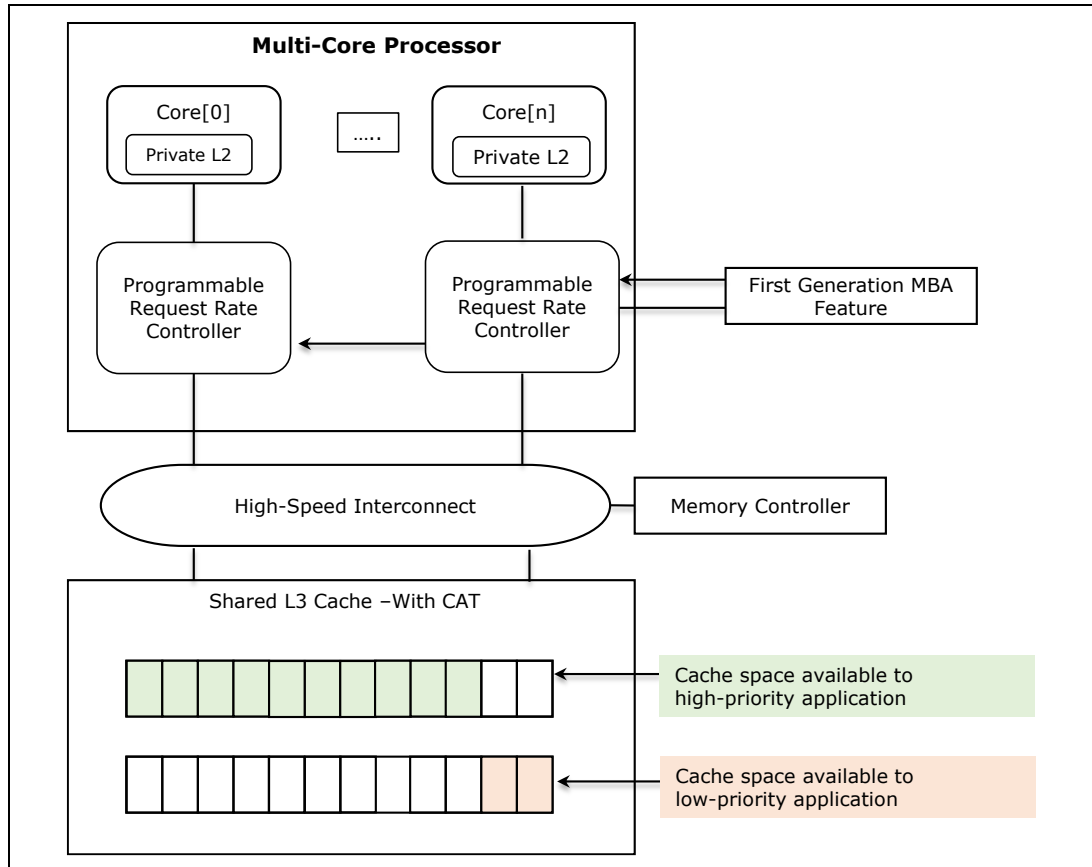 Multi-Core Processor
Core[0]
Private L2
…..
Core[n]
Private L2
Programmable
Request Rate
Controller
Programmable
Request Rate
Controller
First Generation MBA
Feature
High-Speed Interconnect
Memory Controller
Shared L3 Cache –With CAT
Cache space available to
high-priority application
Cache space available to
low-priority application